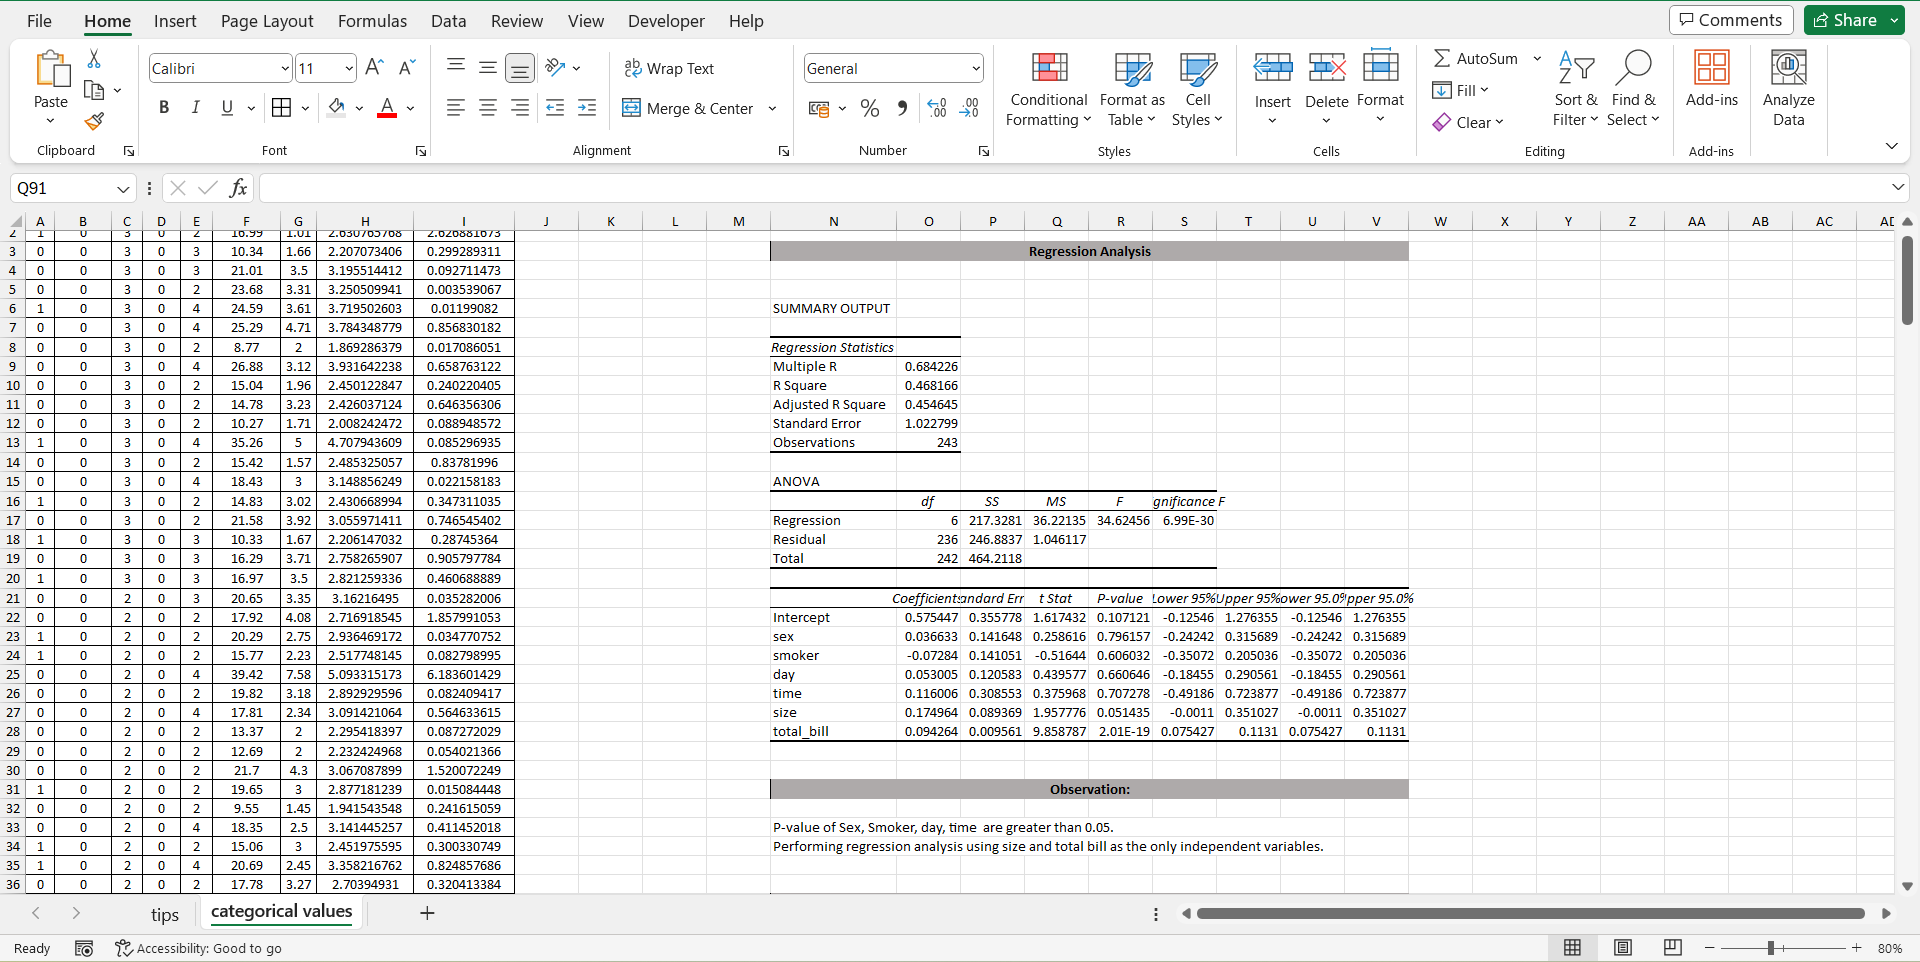 File Home Insert Page Layout Formulas Data Review View Developer Help Comments Share
Calibri 11 Wrap Text General AutoSum
Paste Conditional Formatting Format as Table Cell Styles Insert Delete Format Fill Sort & Filter Find & Select Add-ins Analyze Data
B I U Merge & Center % Clear
Clipboard Font Alignment Number Styles Cells Editing Add-ins
Q91 fx
A B C D E F G H I J K L M N O P Q R S T U V W X Y Z AA AB AC AD
2 1 0 3 0 2 16.99 1.01 2.630765768 2.626881673
3 0 0 3 0 3 10.34 1.66 2.207073406 0.299289311 Regression Analysis
4 0 0 3 0 3 21.01 3.5 3.195514412 0.092711473
5 0 0 3 0 2 23.68 3.31 3.250509941 0.003539067
6 1 0 3 0 4 24.59 3.61 3.719502603 0.01199082 SUMMARY OUTPUT
7 0 0 3 0 4 25.29 4.71 3.784348779 0.856830182
8 0 0 3 0 2 8.77 2 1.869286379 0.017086051 Regression Statistics
9 0 0 3 0 4 26.88 3.12 3.931642238 0.658763122 Multiple R 0.684226
10 0 0 3 0 2 15.04 1.96 2.450122847 0.240220405 R Square 0.468166
11 0 0 3 0 2 14.78 3.23 2.426037124 0.646356306 Adjusted R Square 0.454645
12 0 0 3 0 2 10.27 1.71 2.008242472 0.088948572 Standard Error 1.022799
13 1 0 3 0 4 35.26 5 4.707943609 0.085296935 Observations 243
14 0 0 3 0 2 15.42 1.57 2.485325057 0.83781996
15 0 0 3 0 4 18.43 3 3.148856249 0.022158183 ANOVA
16 1 0 3 0 2 14.83 3.02 2.430668994 0.347311035 df SS MS F gnificance F
17 0 0 3 0 2 21.58 3.92 3.055971411 0.746545402 Regression 6 217.3281 36.22135 34.62456 6.99E-30
18 1 0 3 0 3 10.33 1.67 2.206147032 0.28745364 Residual 236 246.8837 1.046117
19 0 0 3 0 3 16.29 3.71 2.758265907 0.905797784 Total 242 464.2118
20 1 0 3 0 3 16.97 3.5 2.821259336 0.460688889
21 0 0 2 0 3 20.65 3.35 3.16216495 0.035282006 Coefficients andard Err t Stat P-value Lower 95% Upper 95% ower 95.0% pper 95.0%
22 0 0 2 0 2 17.92 4.08 2.716918545 1.857991053 Intercept 0.575447 0.355778 1.617432 0.107121 -0.12546 1.276355 -0.12546 1.276355
23 1 0 2 0 2 20.29 2.75 2.936469172 0.034770752 sex 0.036633 0.141648 0.258616 0.796157 -0.24242 0.315689 -0.24242 0.315689
24 1 0 2 0 2 15.77 2.23 2.517748145 0.082798995 smoker -0.07284 0.141051 -0.51644 0.606032 -0.35072 0.205036 -0.35072 0.205036
25 0 0 2 0 4 39.42 7.58 5.093315173 6.183601429 day 0.053005 0.120583 0.439577 0.660646 -0.18455 0.290561 -0.18455 0.290561
26 0 0 2 0 2 19.82 3.18 2.892929596 0.082409417 time 0.116006 0.308553 0.375968 0.707278 -0.49186 0.723877 -0.49186 0.723877
27 0 0 2 0 4 17.81 2.34 3.091421064 0.564633615 size 0.174964 0.089369 1.957776 0.051435 -0.0011 0.351027 -0.0011 0.351027
28 0 0 2 0 2 13.37 2 2.295418397 0.087272029 total_bill 0.094264 0.009561 9.858787 2.01E-19 0.075427 0.1131 0.075427 0.1131
29 0 0 2 0 2 12.69 2 2.232424968 0.054021366
30 0 0 2 0 2 21.7 4.3 3.067087899 1.520072249
31 1 0 2 0 2 19.65 3 2.877181239 0.015084448 Observation:
32 0 0 2 0 2 9.55 1.45 1.941543548 0.241615059
33 0 0 2 0 4 18.35 2.5 3.141445257 0.411452018 P-value of Sex, Smoker, day, time are greater than 0.05.
34 1 0 2 0 2 15.06 3 2.451975595 0.300330749 Performing regression analysis using size and total bill as the only independent variables.
35 1 0 2 0 4 20.69 2.45 3.358216762 0.824857686
36 0 0 2 0 2 17.78 3.27 2.70394931 0.320413384
tips categorical values
Ready Accessibility: Good to go 80%